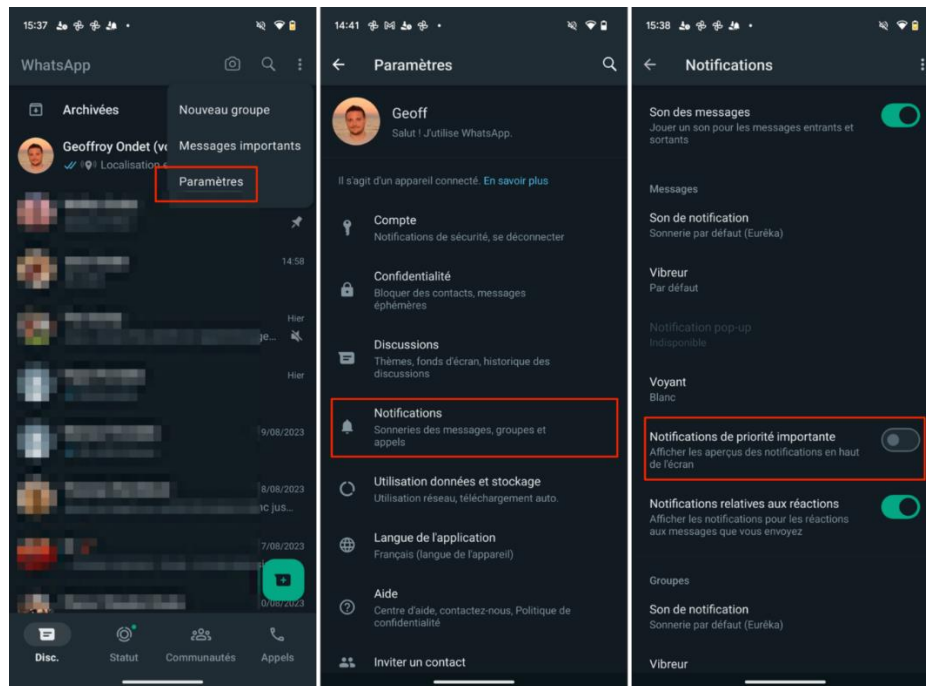 15:37
WhatsApp
Archivées
Nouveau groupe
Geoffroy Ondet (vo
Messages importants
Localisation e
Paramètres
14:58
Hier
ge...
Hier
9/08/2023
8/08/2023
nc jus...
7/08/2023
0/08/2023
Disc.
Statut
Communautés
Appels
14:41
Paramètres
Geoff
Salut ! J'utilise WhatsApp.
Il s'agit d'un appareil connecté. En savoir plus
Compte
Notifications de sécurité, se déconnecter
Confidentialité
Bloquer des contacts, messages
éphémères
Discussions
Thèmes, fonds d'écran, historique des
discussions
Notifications
Sonneries des messages, groupes et
appels
Utilisation données et stockage
Utilisation réseau, téléchargement auto.
Langue de l'application
Français (langue de l'appareil)
Aide
Centre d'aide, contactez-nous, Politique de
confidentialité
Inviter un contact
15:38
Notifications
Son des messages
Jouer un son pour les messages entrants et
sortants
Messages
Son de notification
Sonnerie par défaut (Eurêka)
Vibreur
Par défaut
Notification pop-up
Indisponible
Voyant
Blanc
Notifications de priorité importante
Afficher les aperçus des notifications en haut
de l'écran
Notifications relatives aux réactions
Afficher les notifications pour les réactions
aux messages que vous envoyez
Groupes
Son de notification
Sonnerie par défaut (Eurêka)
Vibreur